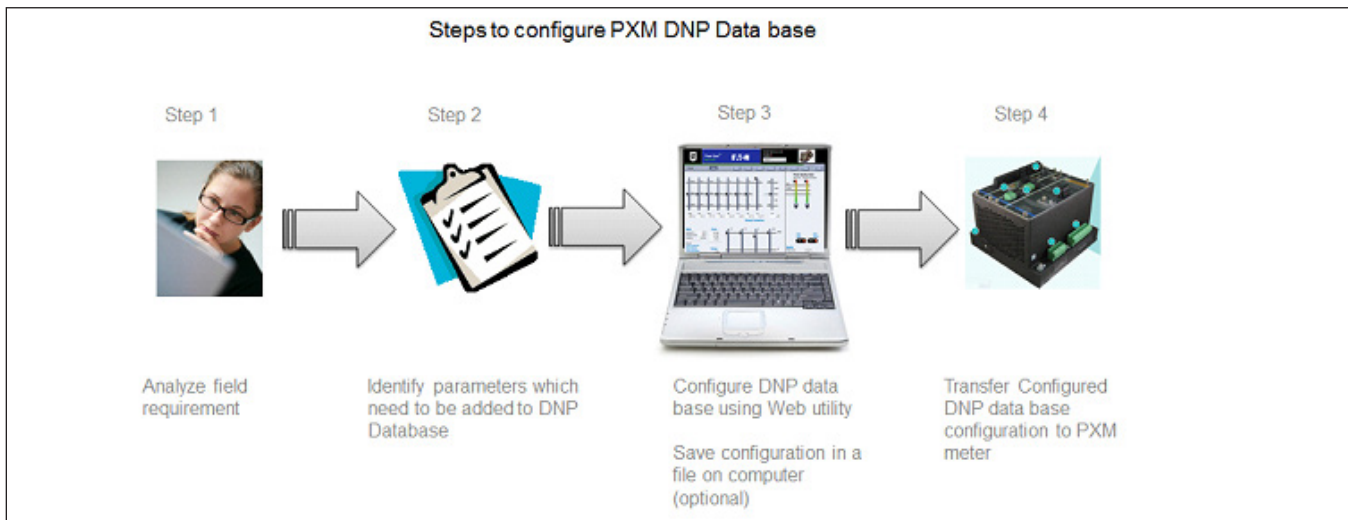 Steps to configure PXM DNP Data base
Step 1
Step 2
Step 3
Step 4
E·T·N
Analyze field
requirement
Identify parameters which
need to be added to DNP
Database
Configure DNP data
base using Web utility
Save configuration in a
file on computer
(optional)
Transfer Configured
DNP data base
configuration to PXM
meter